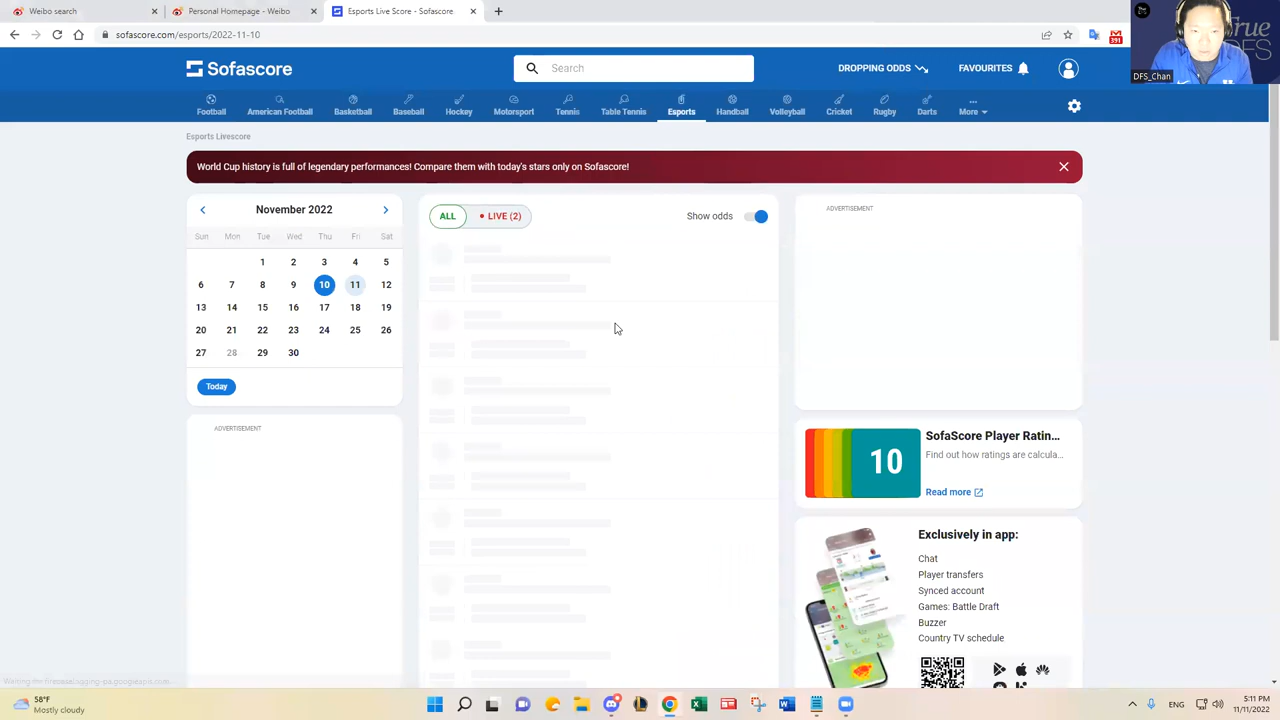 Weibo search
Personal Homepage - Weibo
Esports Live Score - Sofascore.
sofascore.com/esports/2022-11-10
391
True
DFS
DFS_Chan
Sofascore
Search
DROPPING ODDS
FAVOURITES
Football
American Football
Basketball
Baseball
Hockey
Motorsport
Tennis
Table Tennis
Esports
Handball
Volleyball
Cricket
Rugby
Darts
More
Esports Livescore
World Cup history is full of legendary performances! Compare them with today's stars only on Sofascore!
November 2022
Sun Mon Tue Wed Thu Fri Sat
1 2 3 4 5
6 7 8 9 10 11 12
13 14 15 16 17 18 19
20 21 22 23 24 25 26
27 28 29 30
Today
ADVERTISEMENT
ALL
LIVE (2)
Show odds
ADVERTISEMENT
10
SofaScore Player Ratin...
Find out how ratings are calcula...
Read more
Exclusively in app:
Chat
Player transfers
Synced account
Games: Battle Draft
Buzzer
Country TV schedule
58°F
Mostly cloudy
ENG
5:11 PM
11/11/2022